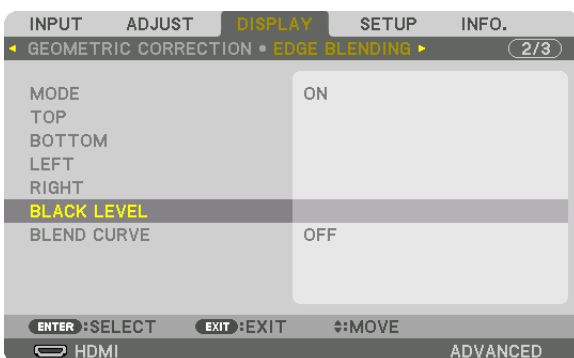 INPUT ADJUST DISPLAY SETUP INFO.
◄ GEOMETRIC CORRECTION • EDGE BLENDING ► 2/3
MODE ON
TOP
BOTTOM
LEFT
RIGHT
BLACK LEVEL
BLEND CURVE OFF
ENTER :SELECT EXIT :EXIT ♦:MOVE
HDMI ADVANCED